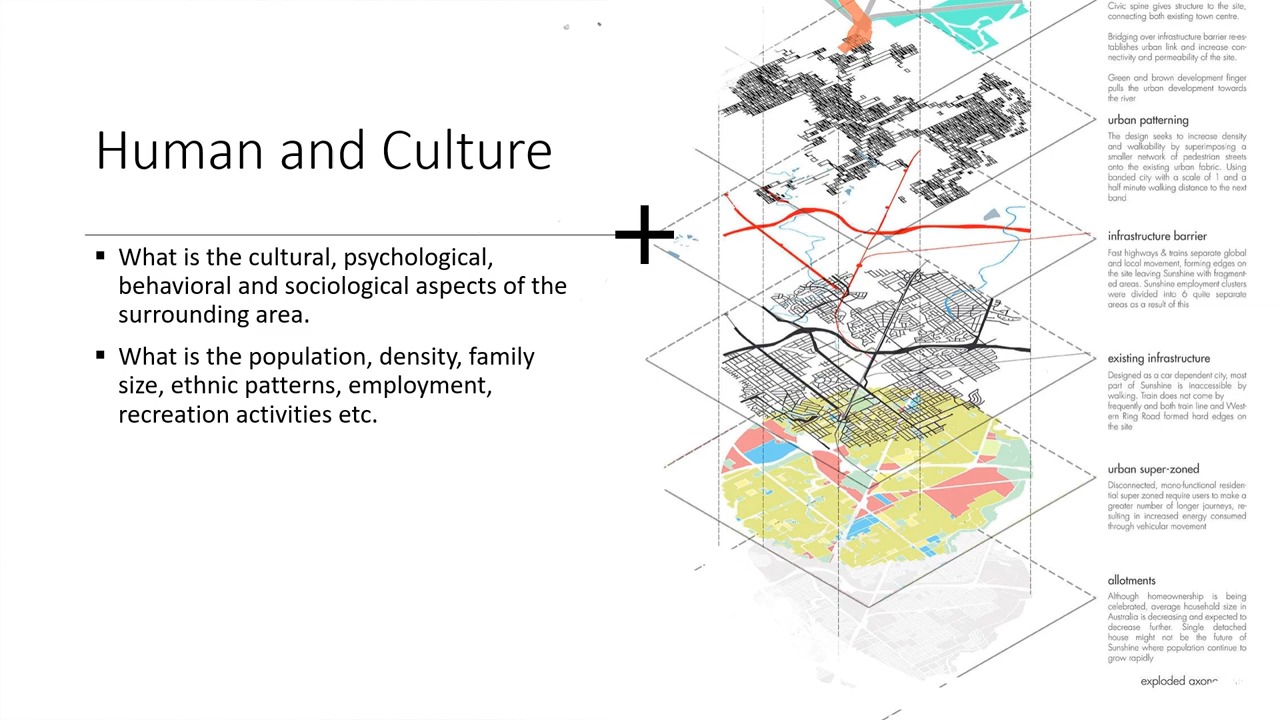 Human and Culture
▪ What is the cultural, psychological,
behavioral and sociological aspects of the
surrounding area.
▪ What is the population, density, family
size, ethnic patterns, employment,
recreation activities etc.
Civic spine gives structure to the site,
connecting both existing town centre.
Bridging over infrastructure barrier re-es-
tablishes urban link and increase con-
nectivity and permeability of the site.
Green and brown development finger
pulls the urban development towards
the river
urban patterning
The design seeks to increase density
and walkability by superimposing a
smaller network of pedestrian streets
onto the existing urban fabric. Using
banded city with a scale of 1 and a
half minute walking distance to the next
band
infrastructure barrier
Fast highways & trains separate global
and local movement, forming edges on
the site leaving Sunshine with fragment-
ed areas. Sunshine employment clusters
were divided into 6 quite separate
areas as a result of this
existing infrastructure
Designed as a car dependent city, most
part of Sunshine is inaccessible by
walking. Train does not come by
frequently and both train line and West-
ern Ring Road formed hard edges on
the site
urban super-zoned
Disconnected, mono-functional residen-
tial super zoned require users to make a
greater number of longer journeys, re-
sulting in increased energy consumed
through vehicular movement
allotments
Although homeownership is being
celebrated, average household size in
Australia is decreasing and expected to
decrease further. Single detached
house might not be the future of
Sunshine where population continue to
grow rapidly
exploded